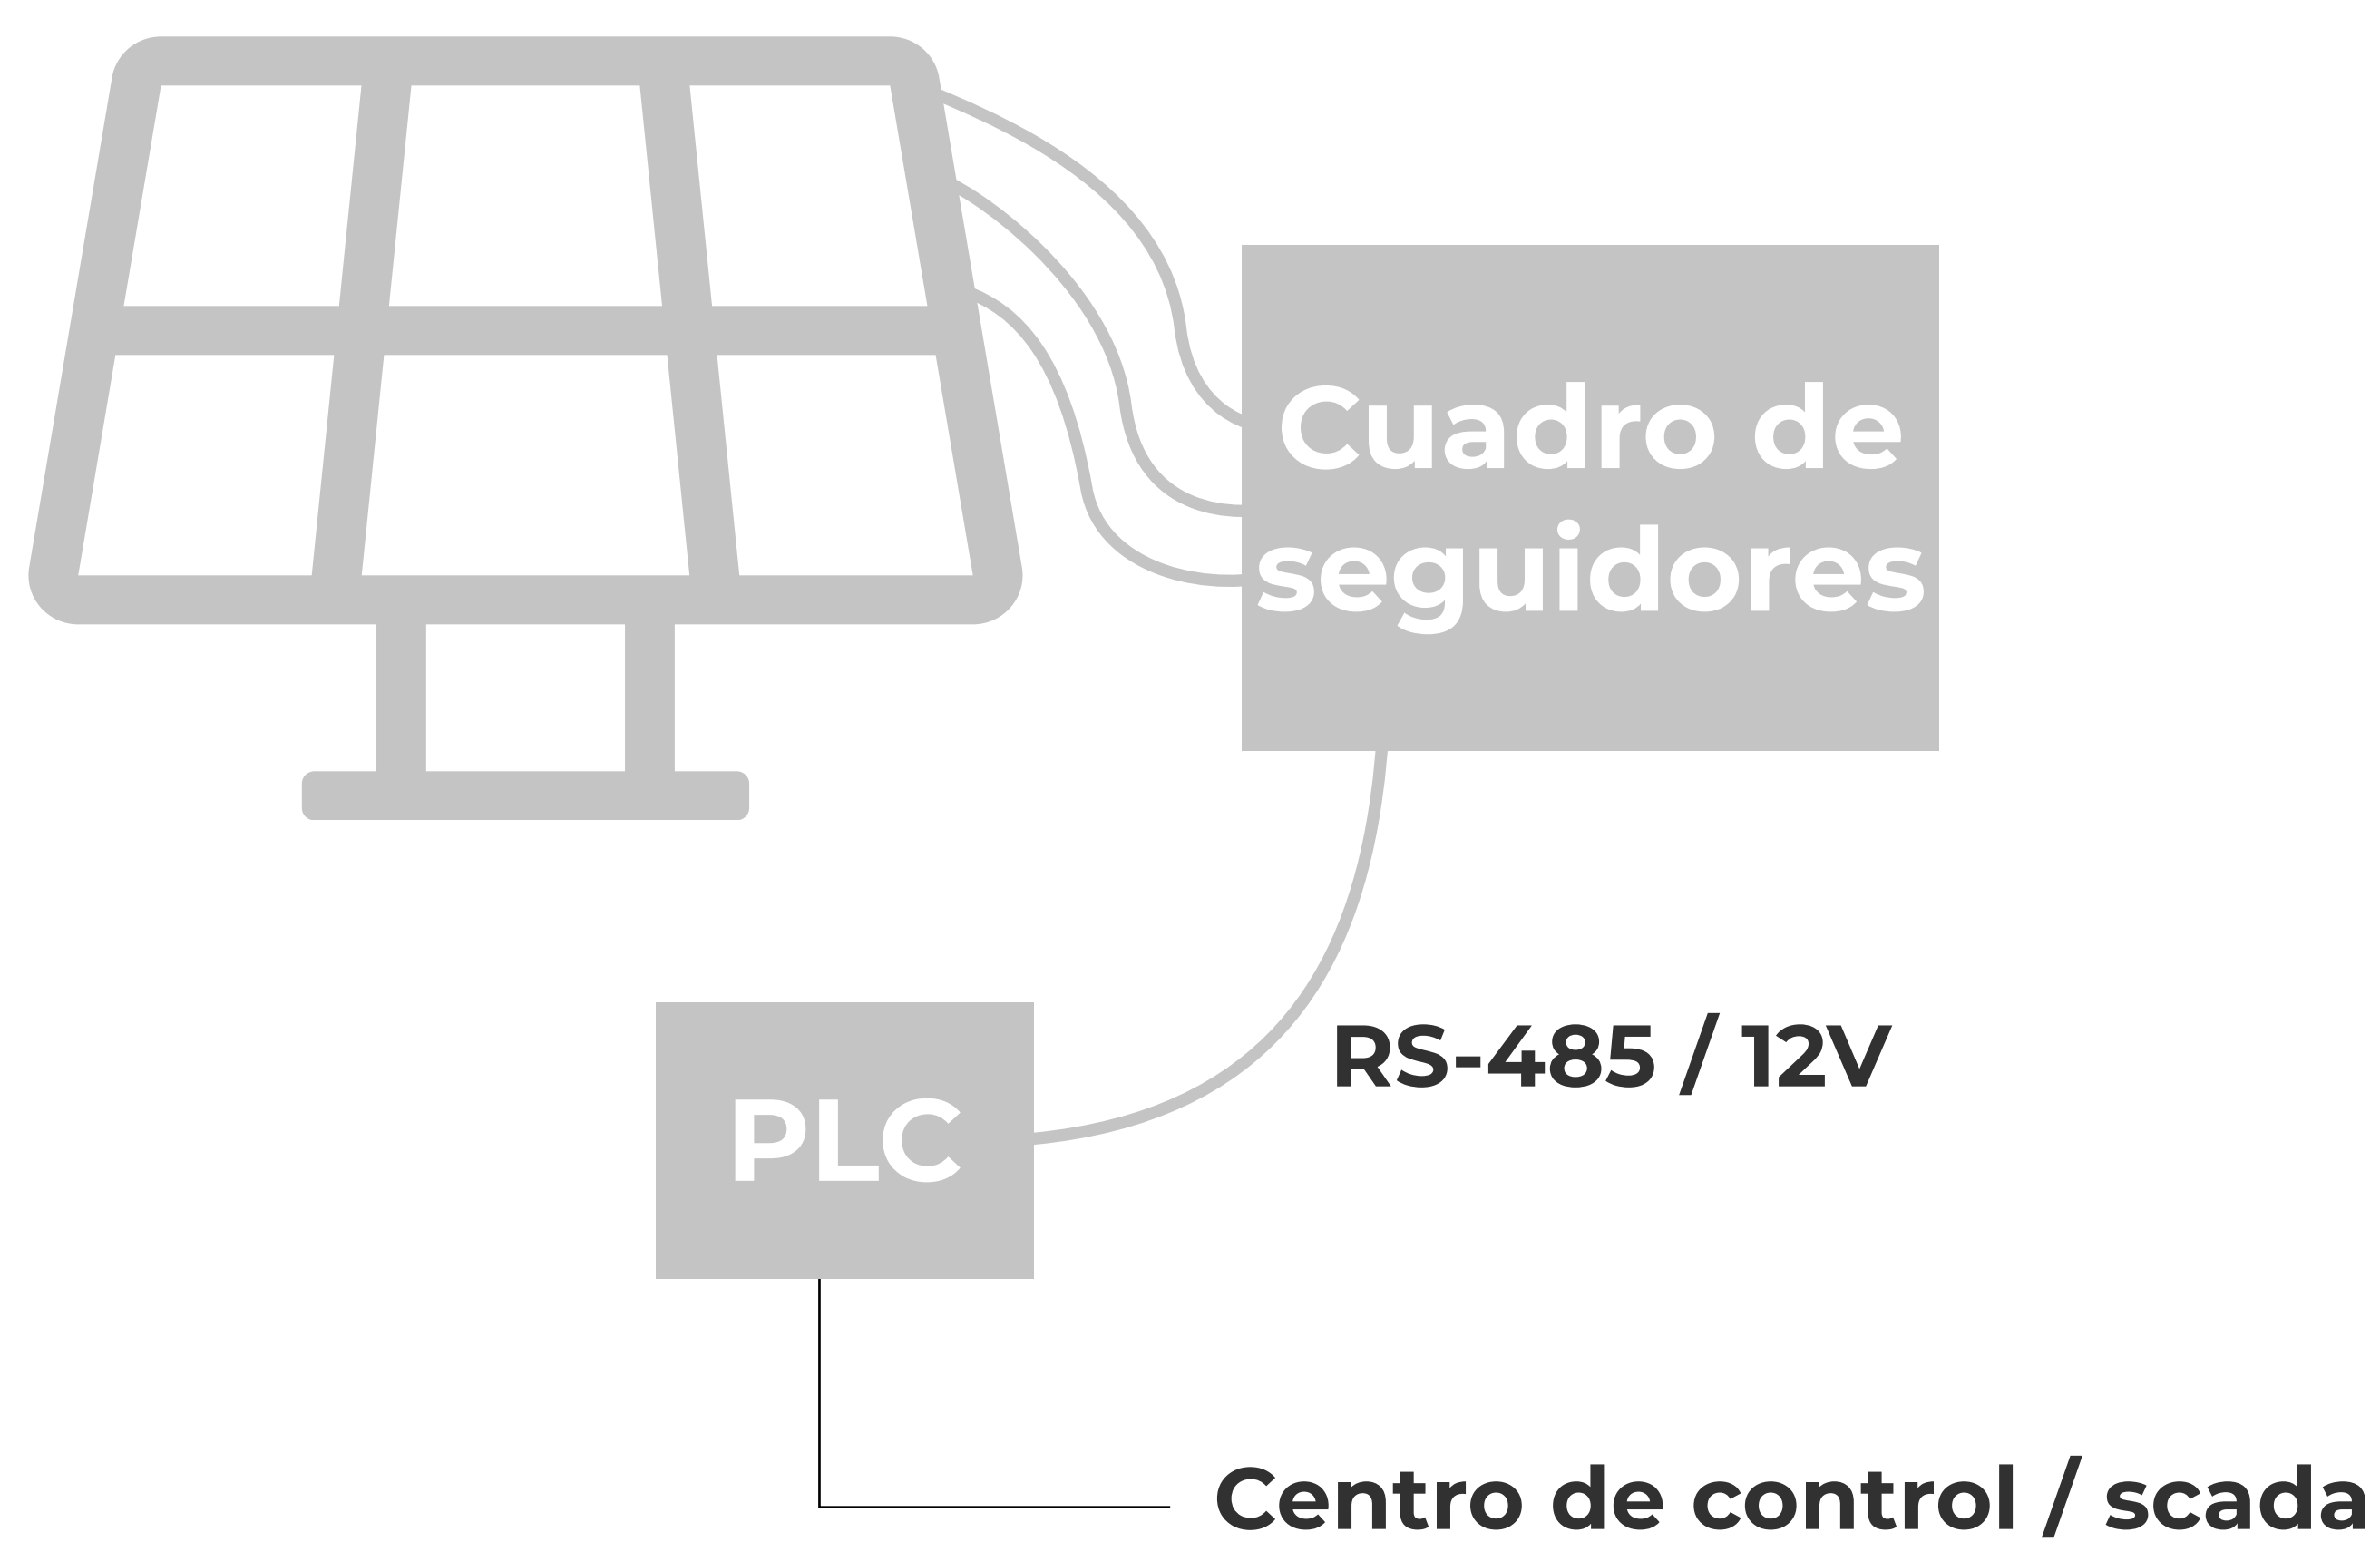 Cuadro de
seguidores
RS-485 / 12V
PLC
Centro de control / scada